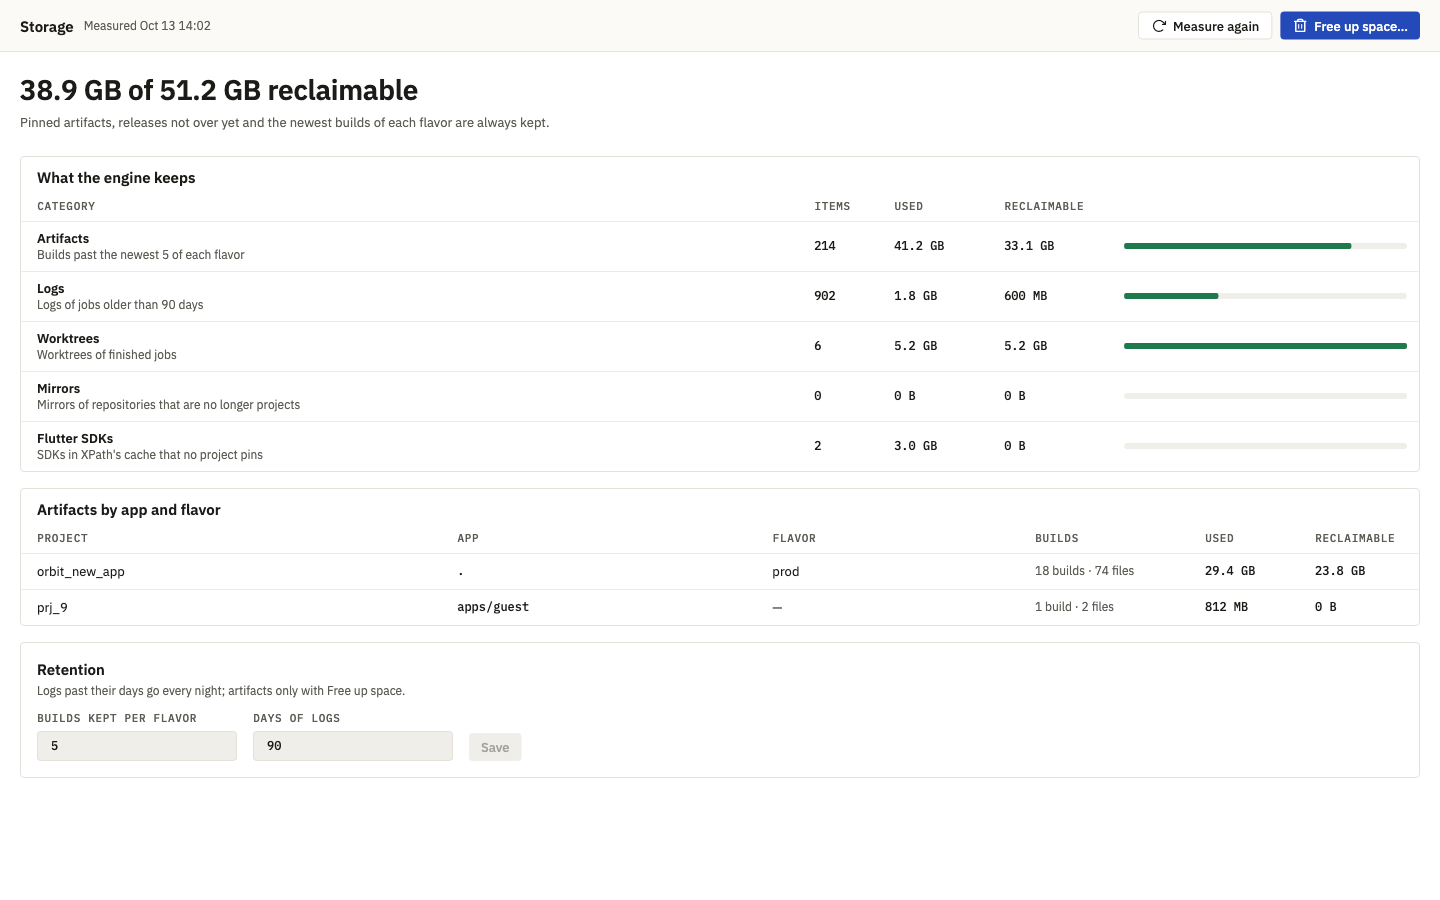 Storage Measured Oct 13 14:02 Measure again Free up space...
38.9 GB of 51.2 GB reclaimable
Pinned artifacts, releases not over yet and the newest builds of each flavor are always kept.
What the engine keeps
CATEGORY ITEMS USED RECLAIMABLE
Artifacts
Builds past the newest 5 of each flavor
214 41.2 GB 33.1 GB
Logs
Logs of jobs older than 90 days
902 1.8 GB 600 MB
Worktrees
Worktrees of finished jobs
6 5.2 GB 5.2 GB
Mirrors
Mirrors of repositories that are no longer projects
0 0 B 0 B
Flutter SDKs
SDKs in XPath's cache that no project pins
2 3.0 GB 0 B
Artifacts by app and flavor
PROJECT APP FLAVOR BUILDS USED RECLAIMABLE
orbit_new_app . prod 18 builds · 74 files 29.4 GB 23.8 GB
prj_9 apps/guest — 1 build · 2 files 812 MB 0 B
Retention
Logs past their days go every night; artifacts only with Free up space.
BUILDS KEPT PER FLAVOR DAYS OF LOGS
5 90 Save